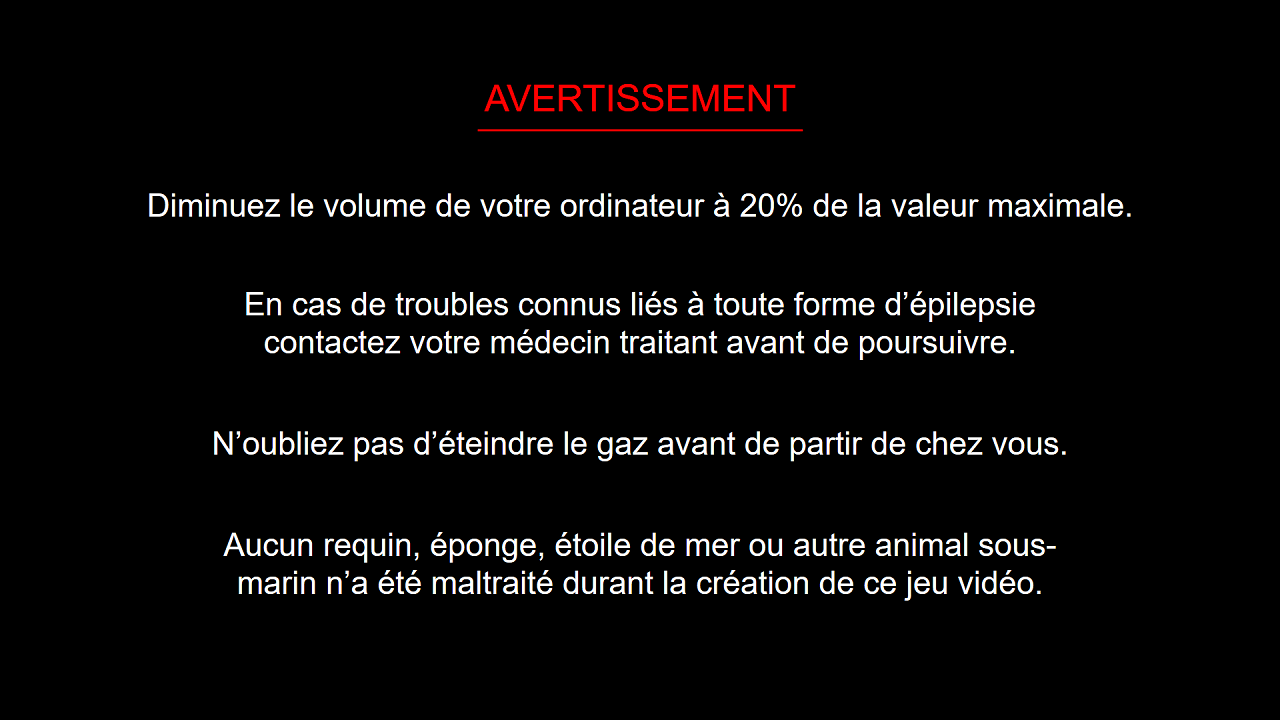 AVERTISSEMENT
Diminuez le volume de votre ordinateur à 20% de la valeur maximale.
En cas de troubles connus liés à toute forme d’épilepsie
contactez votre médecin traitant avant de poursuivre.
N’oubliez pas d’éteindre le gaz avant de partir de chez vous.
Aucun requin, éponge, étoile de mer ou autre animal sous-
marin n’a été maltraité durant la création de ce jeu vidéo.